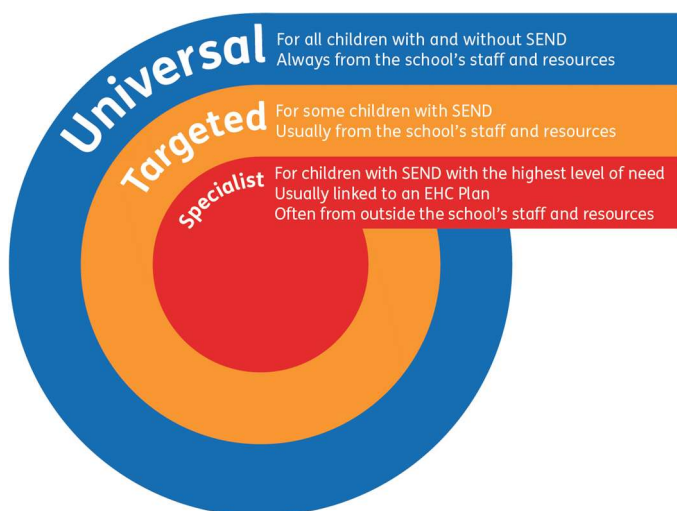 Universal
For all children with and without SEND
Always from the school's staff and resources
Targeted
For some children with SEND
Usually from the school's staff and resources
Specialist
For children with SEND with the highest level of need
Usually linked to an EHC Plan
Often from outside the school's staff and resources